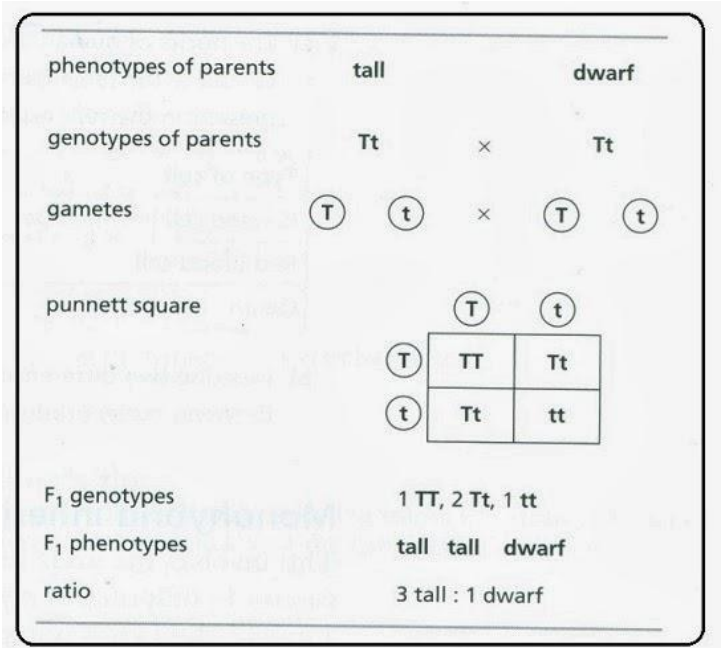 phenotypes of parents tall dwarf
genotypes of parents Tt × Tt
gametes T t × T t
punnett square T t
T TT Tt
t Tt tt
F₁ genotypes 1 TT, 2 Tt, 1 tt
F₁ phenotypes tall tall dwarf
ratio 3 tall : 1 dwarf